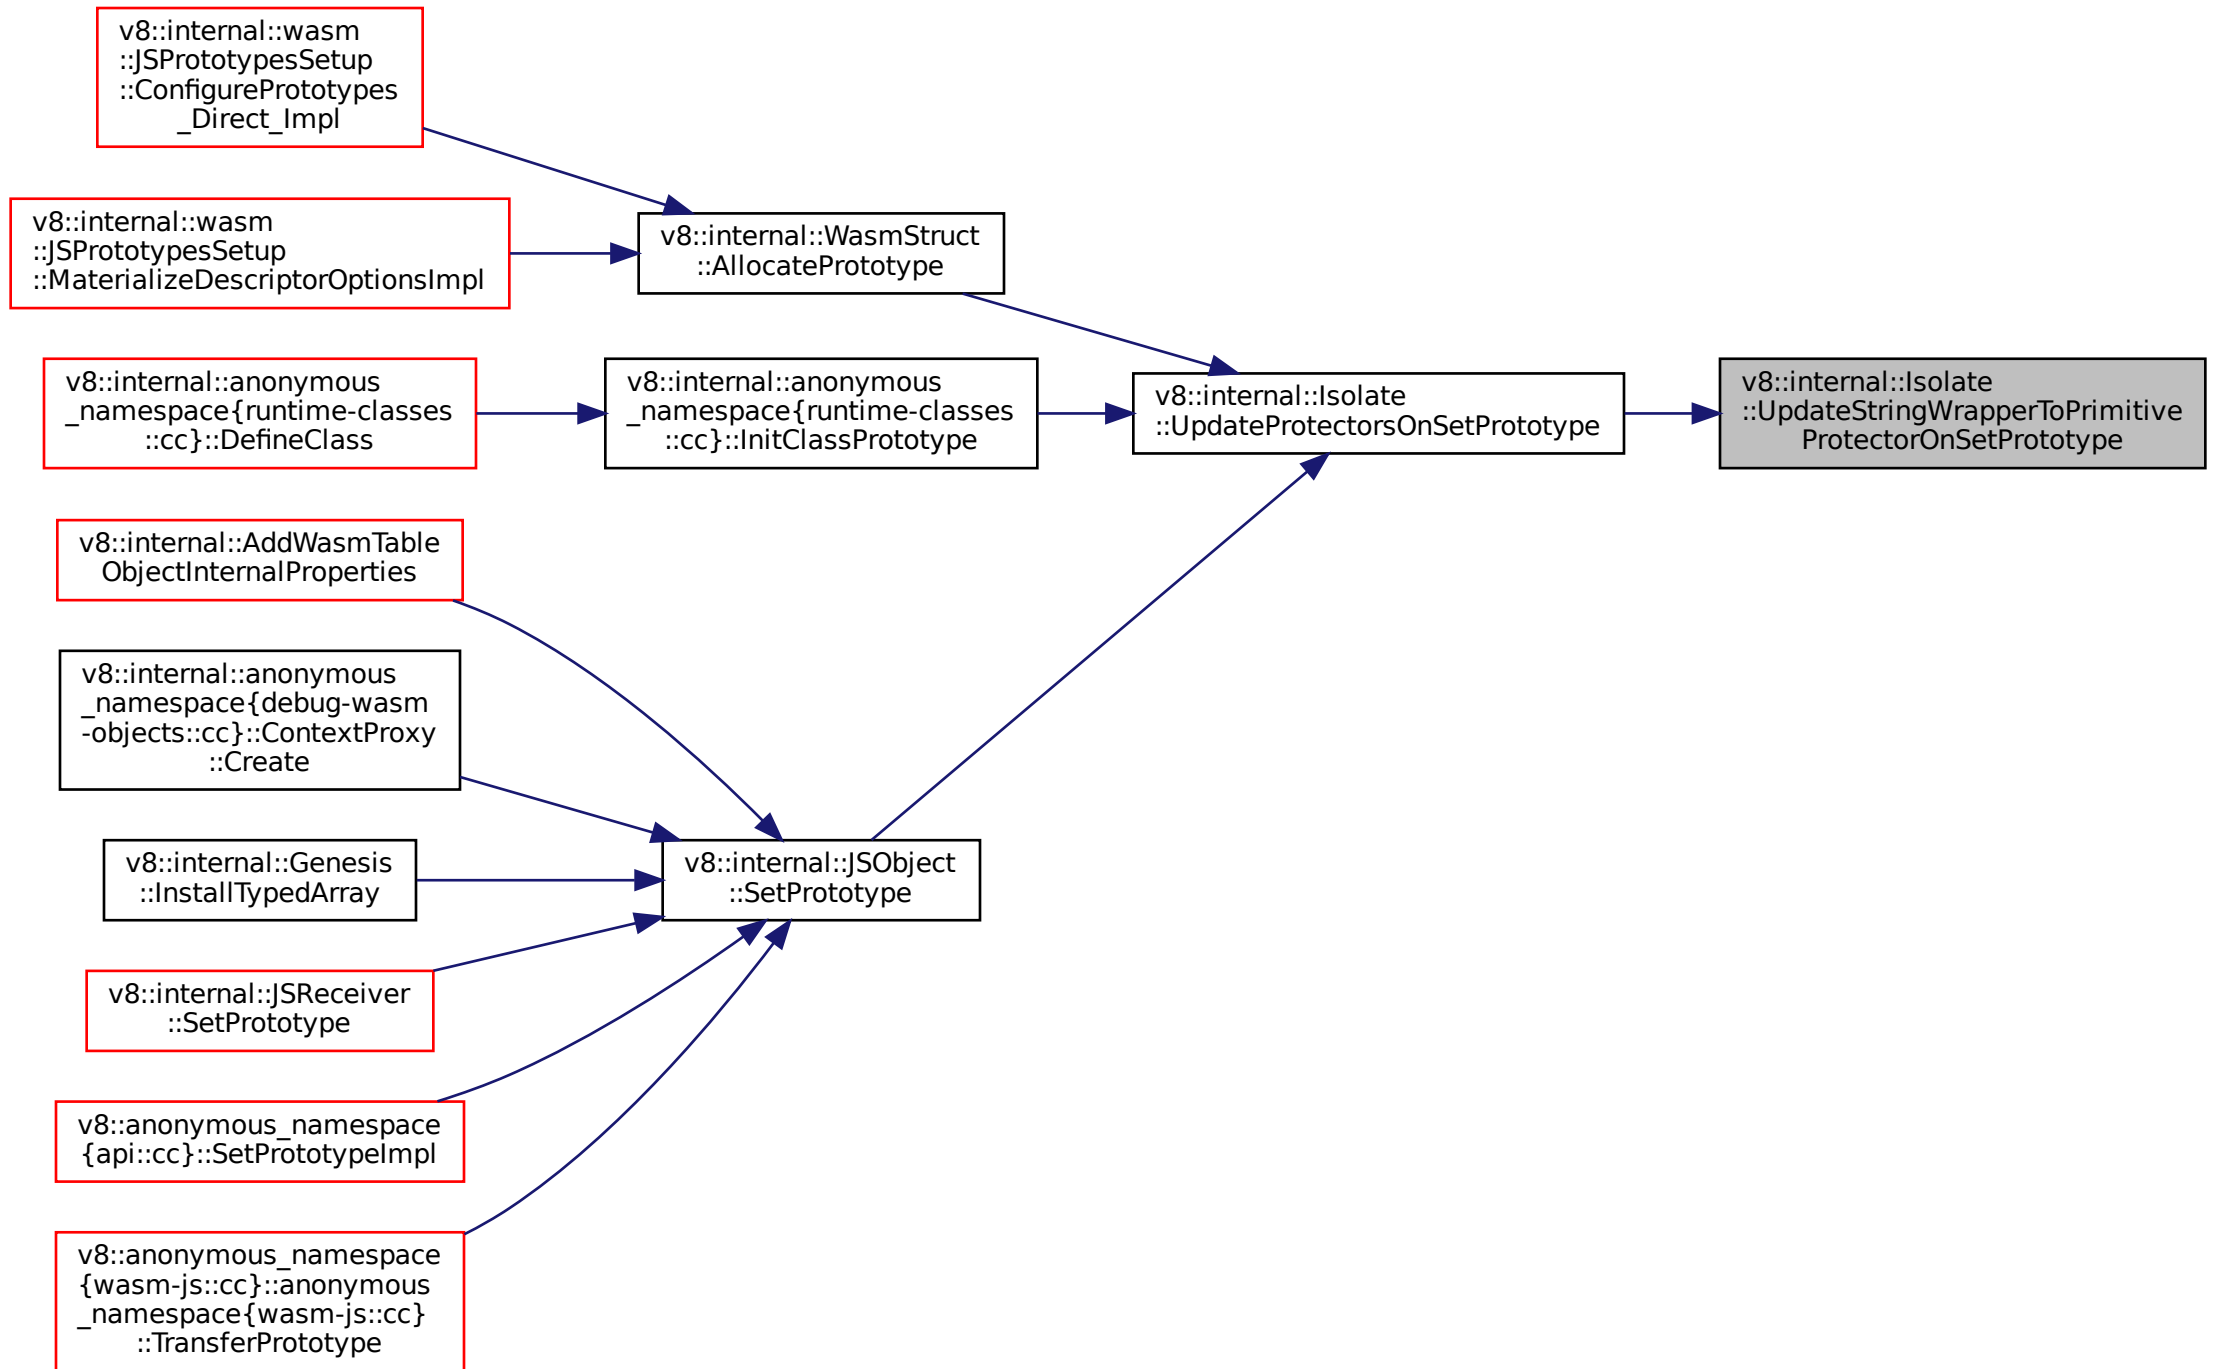 v8::internal::wasm
::JSPrototypesSetup
::ConfigurePrototypes
_Direct_Impl
v8::internal::wasm
::JSPrototypesSetup
::MaterializeDescriptorOptionsImpl
v8::internal::WasmStruct
::AllocatePrototype
v8::internal::anonymous
_namespace{runtime-classes
::cc}::DefineClass
v8::internal::anonymous
_namespace{runtime-classes
::cc}::InitClassPrototype
v8::internal::Isolate
::UpdateProtectorsOnSetPrototype
v8::internal::Isolate
::UpdateStringWrapperToPrimitive
ProtectorOnSetPrototype
v8::internal::AddWasmTable
ObjectInternalProperties
v8::internal::anonymous
_namespace{debug-wasm
-objects::cc}::ContextProxy
::Create
v8::internal::Genesis
::InstallTypedArray
v8::internal::JSObject
::SetPrototype
v8::internal::JSReceiver
::SetPrototype
v8::anonymous_namespace
{api::cc}::SetPrototypeImpl
v8::anonymous_namespace
{wasm-js::cc}::anonymous
_namespace{wasm-js::cc}
::TransferPrototype